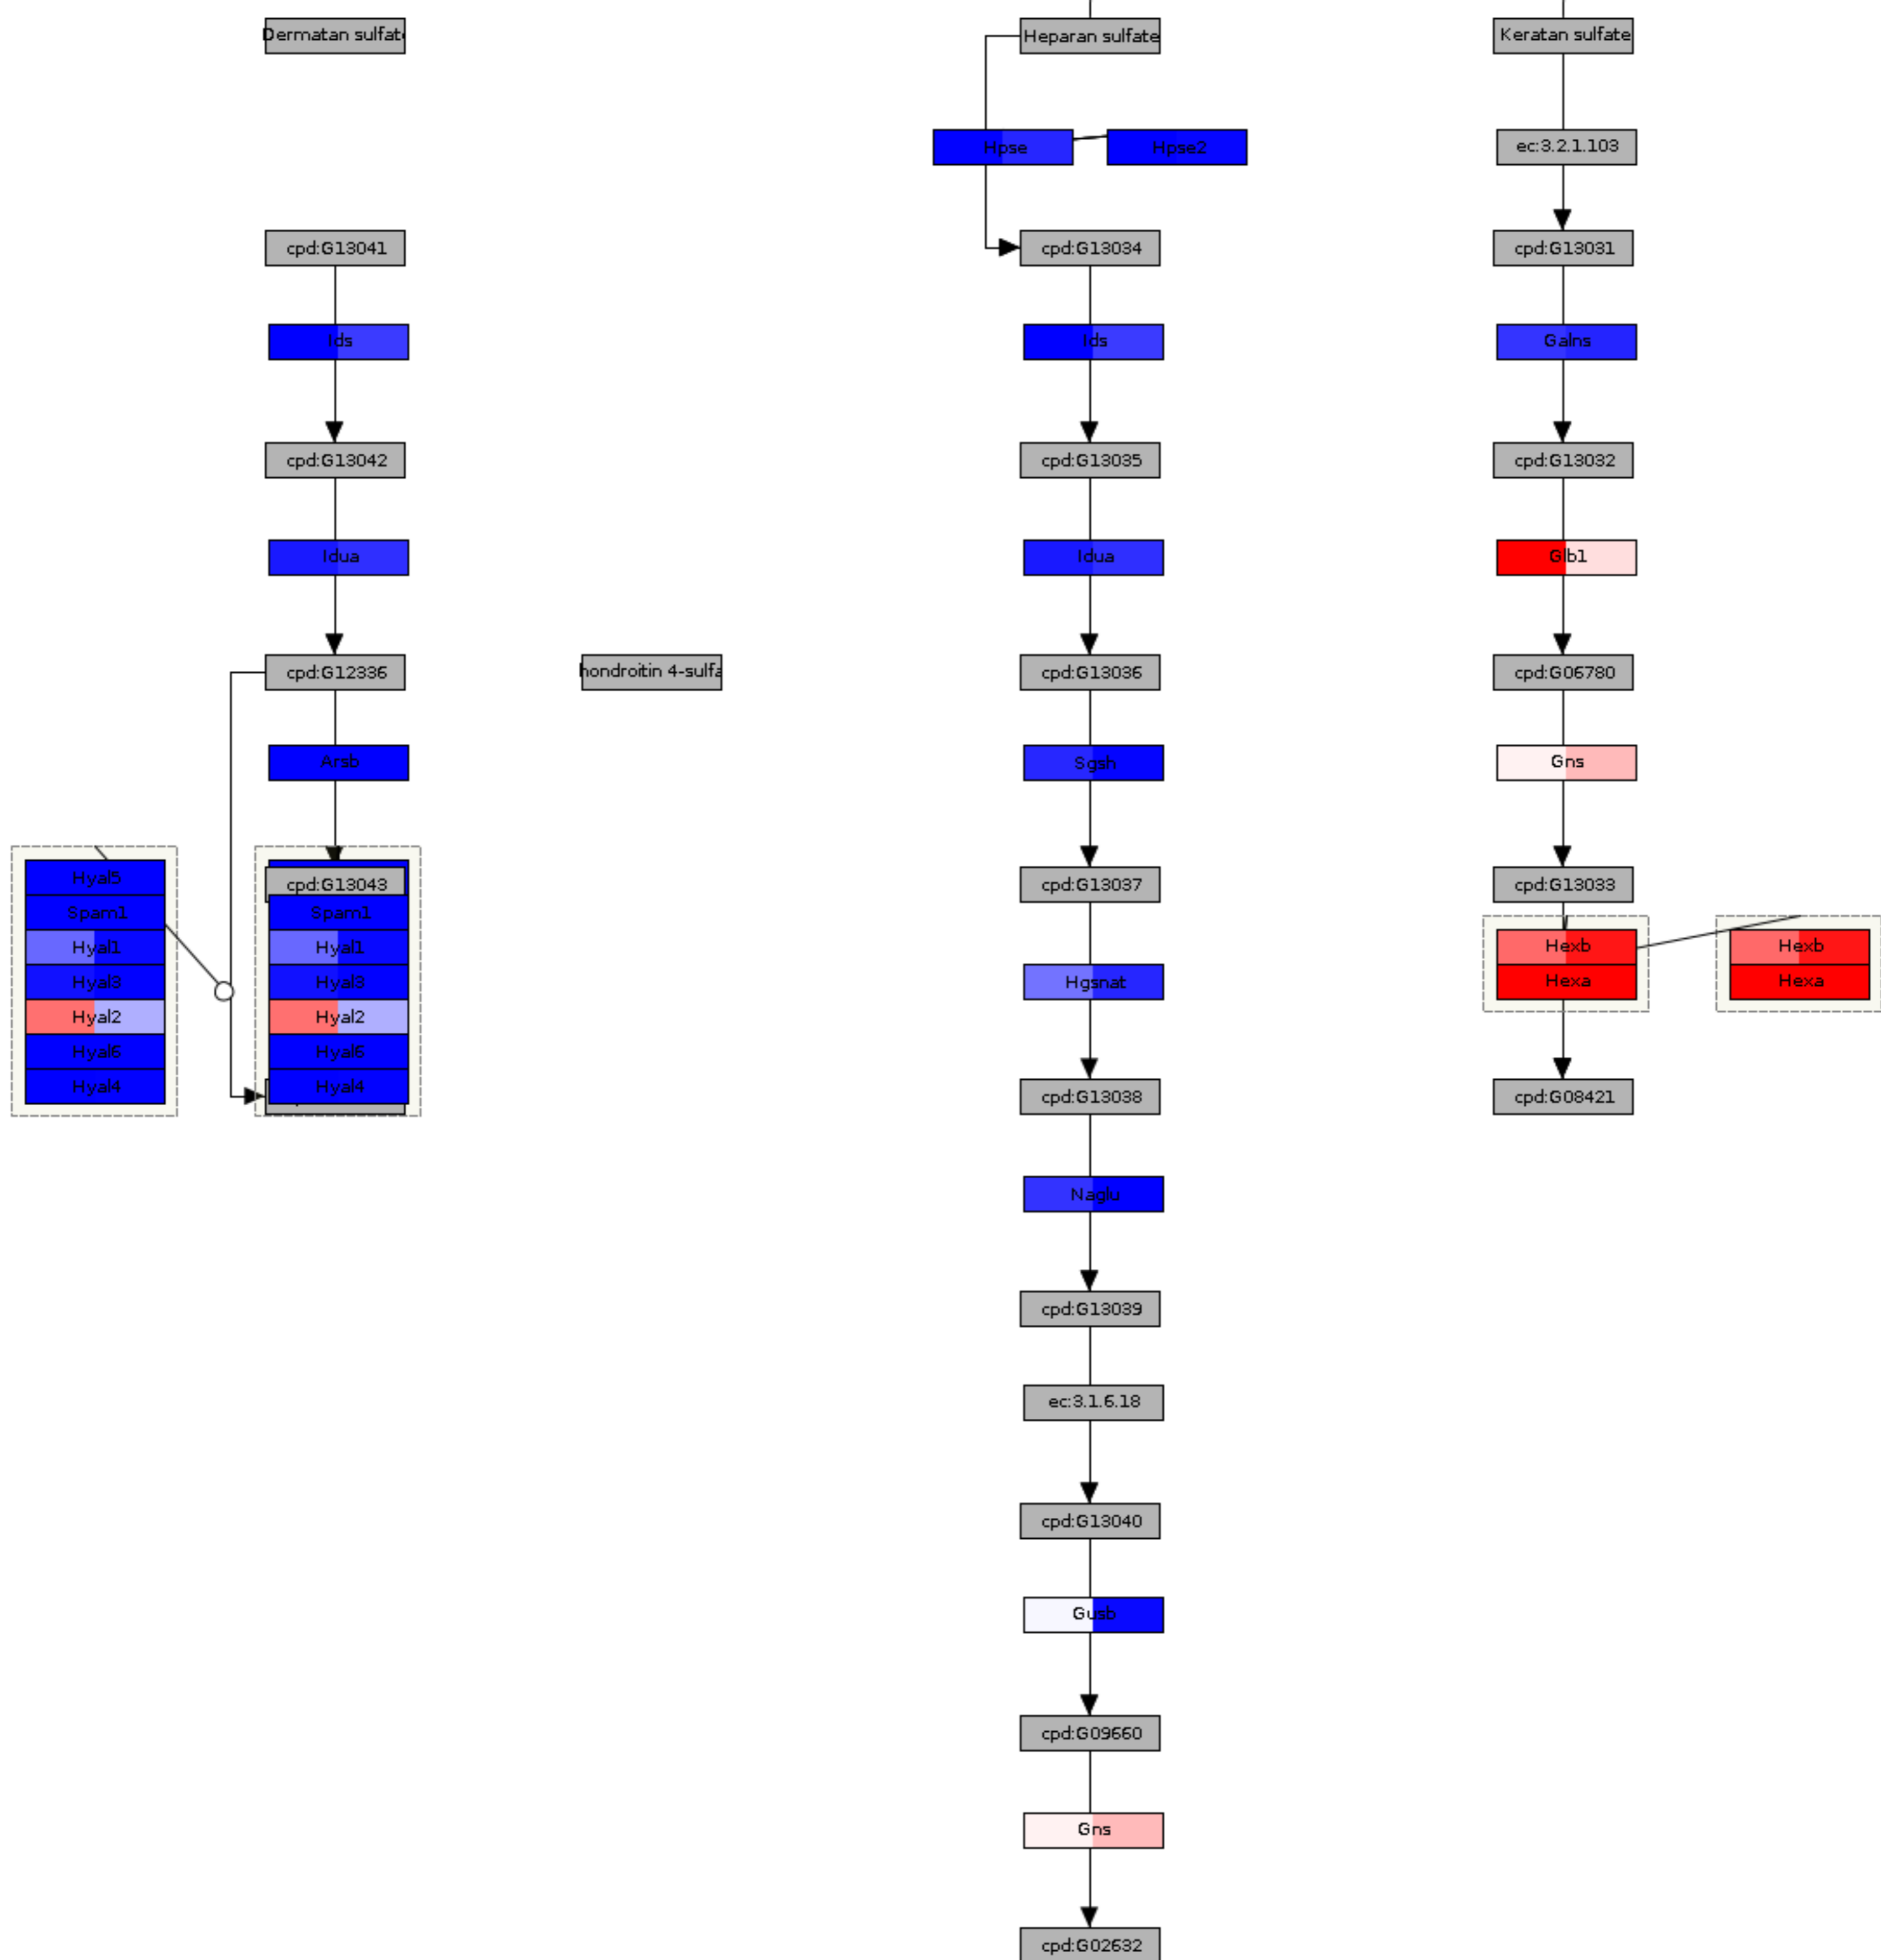 Dermatan sulfat
Heparan sulfate
Keratan sulfate
Hpse
Hpse2
ec:3.2.1.103
cpd:G13041
cpd:G13034
cpd:G13031
Ids
Ids
Galns
cpd:G13042
cpd:G13035
cpd:G13032
Idua
Idua
Glb1
cpd:G12336
hondroitin 4-sulfa
cpd:G13036
cpd:G06780
Arsb
Sgsh
Gns
Hyal5
Spam1
Hyal1
Hyal3
Hyal2
Hyal6
Hyal4
cpd:G13043
Spam1
Hyal1
Hyal3
Hyal2
Hyal6
Hyal4
cpd:G13037
cpd:G13033
Hexb
Hexa
Hexb
Hexa
Hgsnat
cpd:G13038
cpd:G08421
Naglu
cpd:G13039
ec:3.1.6.18
cpd:G13040
Gusb
cpd:G09660
Gns
cpd:G02632